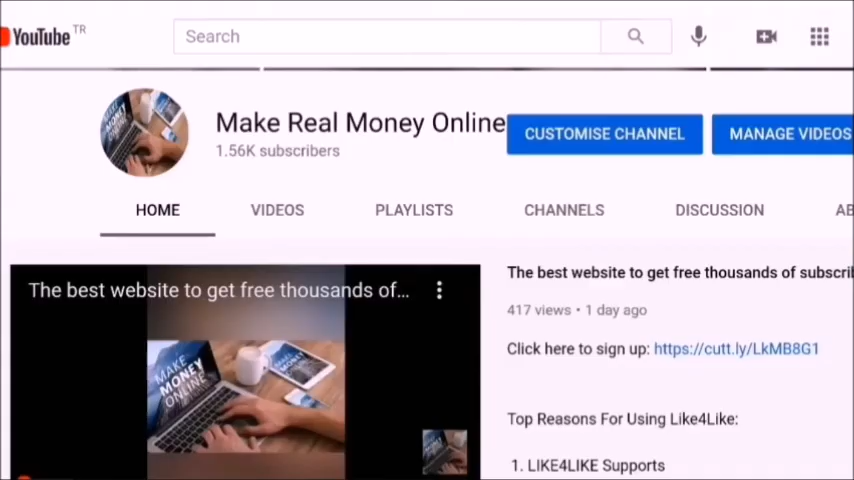 YouTube TR
Search
Make Real Money Online
1.56K subscribers
CUSTOMISE CHANNEL
MANAGE VIDEOS
HOME
VIDEOS
PLAYLISTS
CHANNELS
DISCUSSION
AB
The best website to get free thousands of...
MAKE
MONEY
ONLINE
The best website to get free thousands of subscrib
417 views • 1 day ago
Click here to sign up: https://cutt.ly/LkMB8G1
Top Reasons For Using Like4Like:
1. LIKE4LIKE Supports